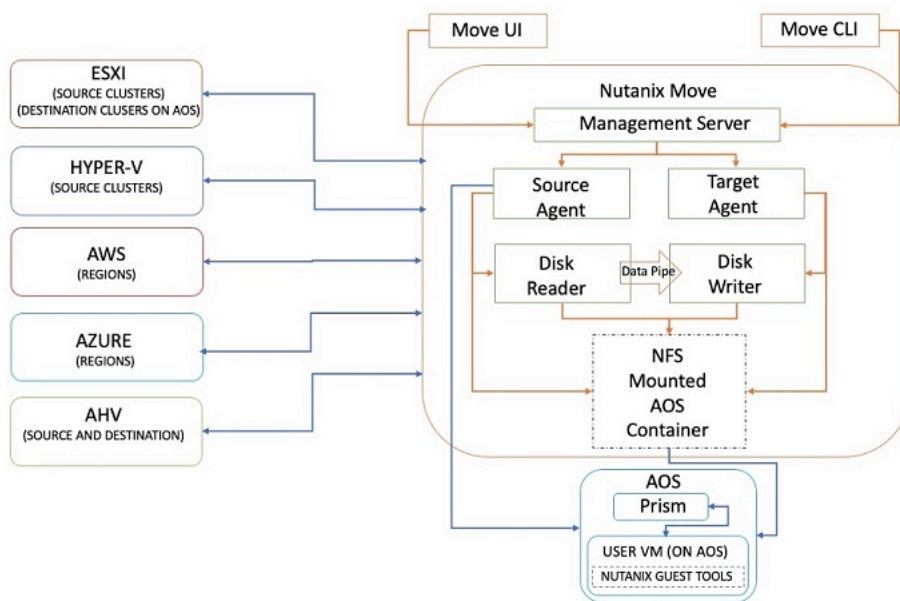 Move UI
Move CLI
ESXI
(SOURCE CLUSTERS)
(DESTINATION CLUSERS ON AOS)
HYPER-V
(SOURCE CLUSTERS)
AWS
(REGIONS)
AZURE
(REGIONS)
AHV
(SOURCE AND DESTINATION)
Nutanix Move
Management Server
Source
Agent
Target
Agent
Disk
Reader
Data Pipe
Disk
Writer
NFS
Mounted
AOS
Container
AOS
Prism
USER VM (ON AOS)
NUTANIX GUEST TOOLS